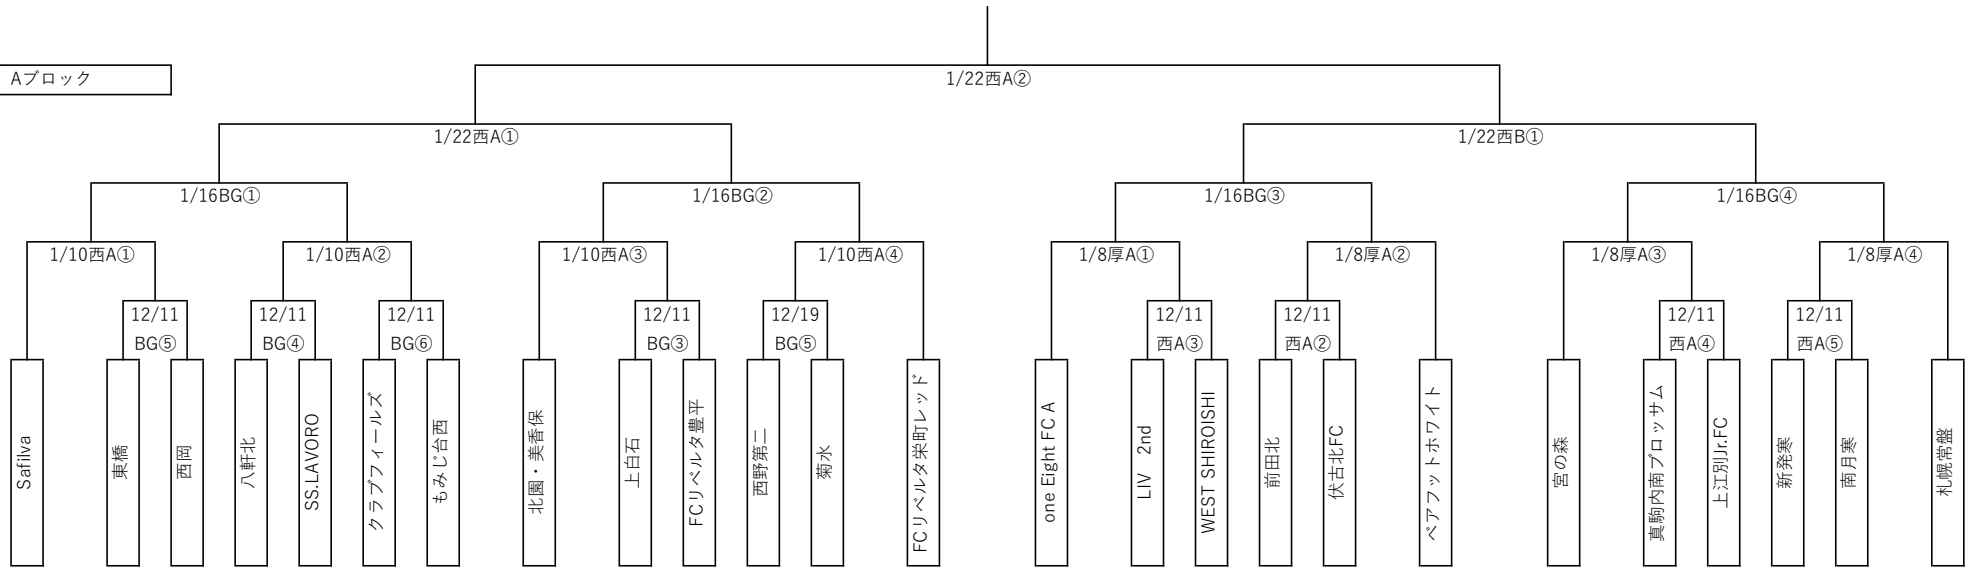 Aブロック
1/22西A②
1/22西A①
1/22西B①
1/16BG①
1/16BG②
1/16BG③
1/16BG④
1/10西A①
1/10西A②
1/10西A③
1/10西A④
1/8厚A①
1/8厚A②
1/8厚A③
1/8厚A④
12/11
BG⑤
12/11
BG④
12/11
BG⑥
12/11
BG③
12/19
BG⑤
12/11
西A③
12/11
西A②
12/11
西A④
12/11
西A⑤
Safilva
東橋
西岡
八軒北
SS.LAVORO
クラブフィールズ
もみじ台西
北園・美香保
上白石
FCリベルタ豊平
西野第二
菊水
FCリベルタ栄町レッド
one Eight FC A
LIV 2nd
WEST SHIROISHI
前田北
伏古北FC
ベアフットホワイト
宮の森
真駒内南ブロッサム
上江別Jr.FC
新発寒
南月寒
札幌常盤